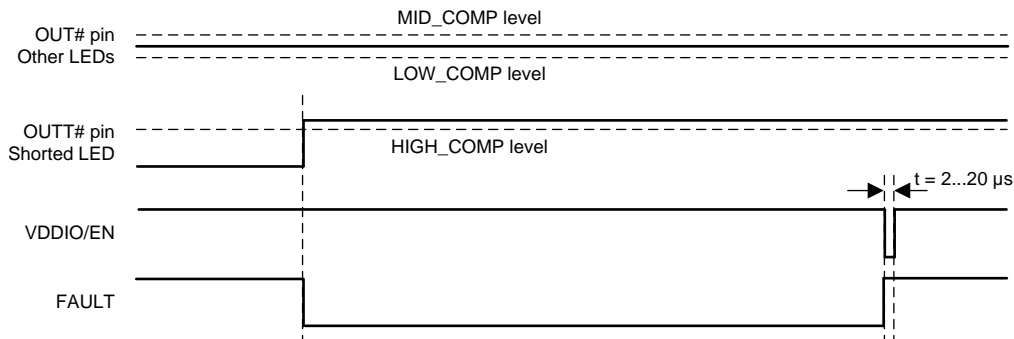 MID_COMP level
OUT# pin
Other LEDs
LOW_COMP level
OUTT# pin
Shorted LED
HIGH_COMP level
t = 2...20 µs
VDDIO/EN
FAULT